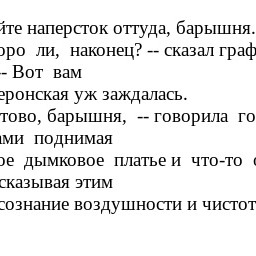 йте наперсток оттуда, барышня.
оро ли, наконец? -- сказал граф
- Вот вам
еронская уж заждалась.
тово, барышня, -- говорила го
ами поднимая
ое дымковое платье и что-то
сказывая этим
сознание воздушности и чистот